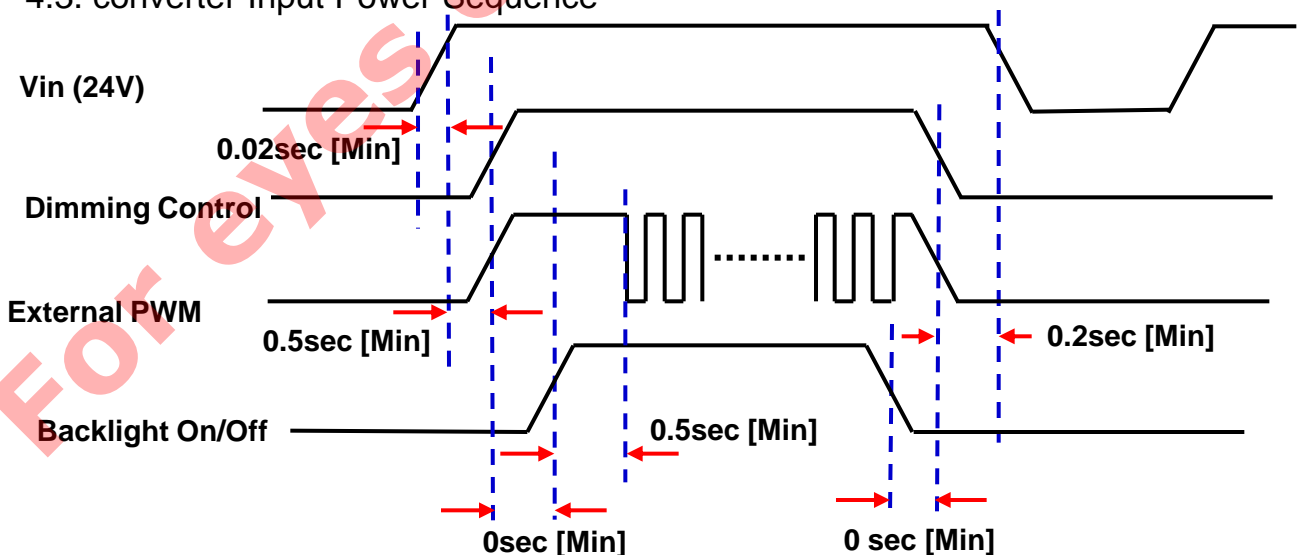 4.3. converter Input Power Sequence
Vin (24V)
0.02sec [Min]
Dimming Control
External PWM
0.5sec [Min]
0.2sec [Min]
Backlight On/Off
0.5sec [Min]
0sec [Min]
0 sec [Min]
For eyes